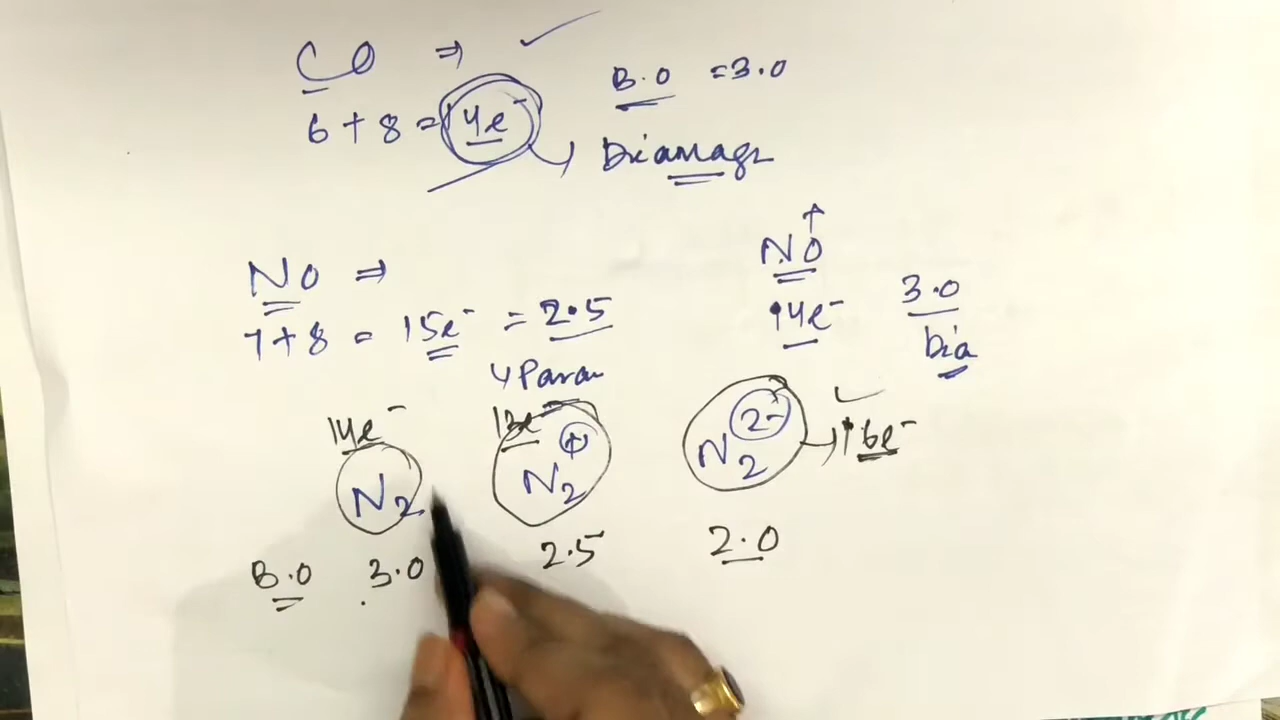 CO ⇒ ✓
B.O = 3.0
6 + 8 = 14e⁻
Diamag
NO ⇒
NO⁺
7 + 8 = 15e⁻ = 2.5
14e⁻ 3.0
Dia
↳ Para
14e⁻ 13e⁻
N₂ N₂⁺ N₂²⁻ → 16e⁻
B.O 3.0 2.5 2.0